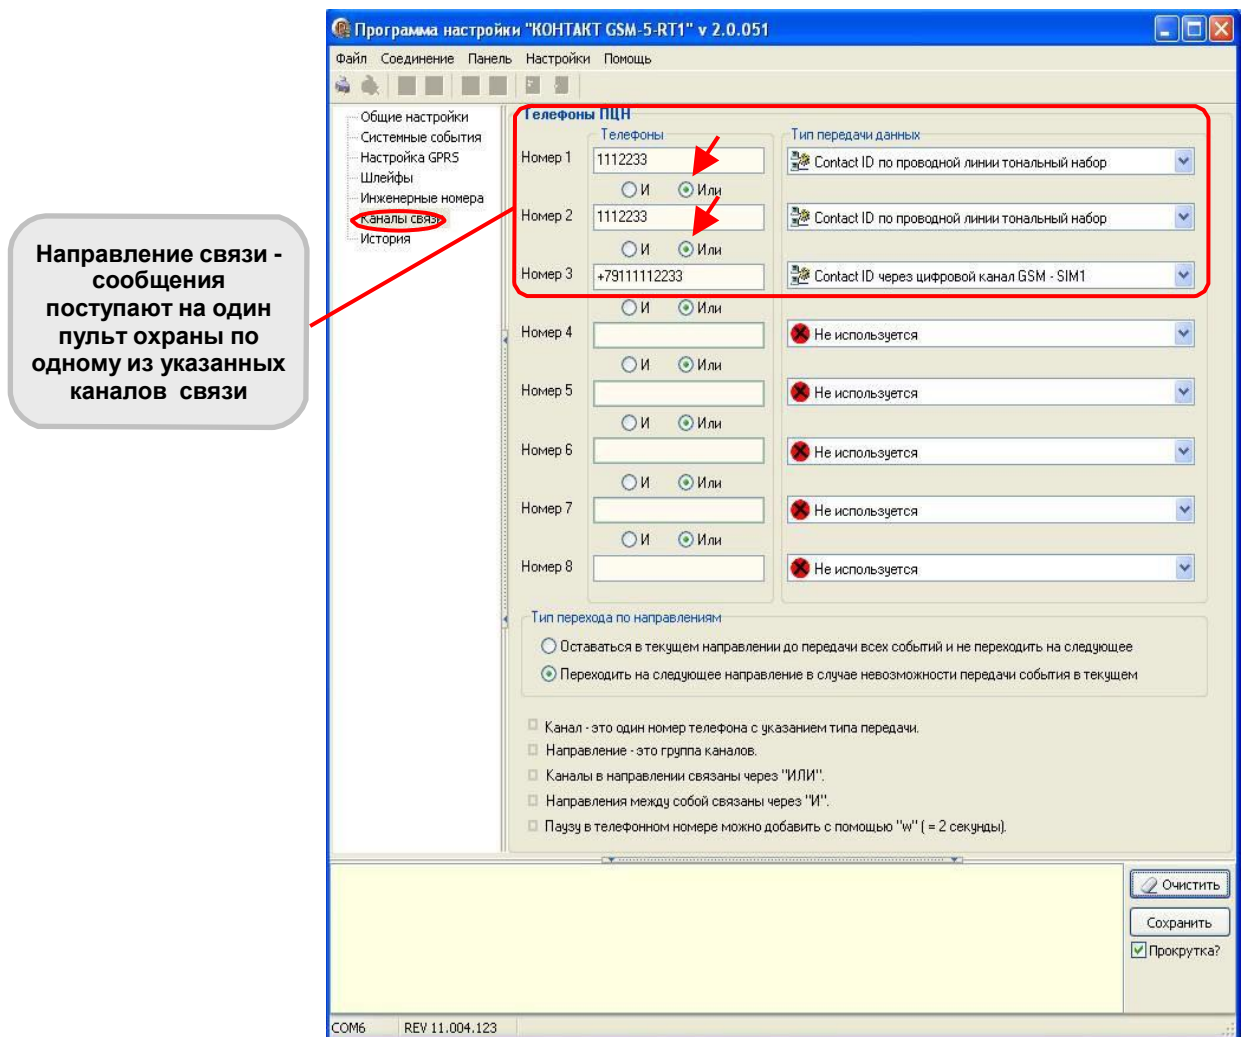 Программа настройки "КОНТАКТ GSM-5-RT1" v 2.0.051
Файл Соединение Панель Настройки Помощь
Общие настройки
Системные события
Настройка GPRS
Шлейфы
Инженерные номера
Каналы связи
История
Направление связи -
сообщения
поступают на один
пульт охраны по
одному из указанных
каналов связи
Телефоны ПЦН
Телефоны Тип передачи данных
Номер 1 1112233 Contact ID по проводной линии тональный набор
И Или
Номер 2 1112233 Contact ID по проводной линии тональный набор
И Или
Номер 3 +79111112233 Contact ID через цифровой канал GSM - SIM1
И Или
Номер 4 Не используется
И Или
Номер 5 Не используется
И Или
Номер 6 Не используется
И Или
Номер 7 Не используется
И Или
Номер 8 Не используется
Тип перехода по направлениям
Оставаться в текущем направлении до передачи всех событий и не переходить на следующее
Переходить на следующее направление в случае невозможности передачи события в текущем
Канал - это один номер телефона с указанием типа передачи.
Направление - это группа каналов.
Каналы в направлении связаны через "ИЛИ".
Направления между собой связаны через "И".
Паузу в телефонном номере можно добавить с помощью "w" ( = 2 секунды).
Очистить
Сохранить
Прокрутка?
COM6 REV 11.004.123